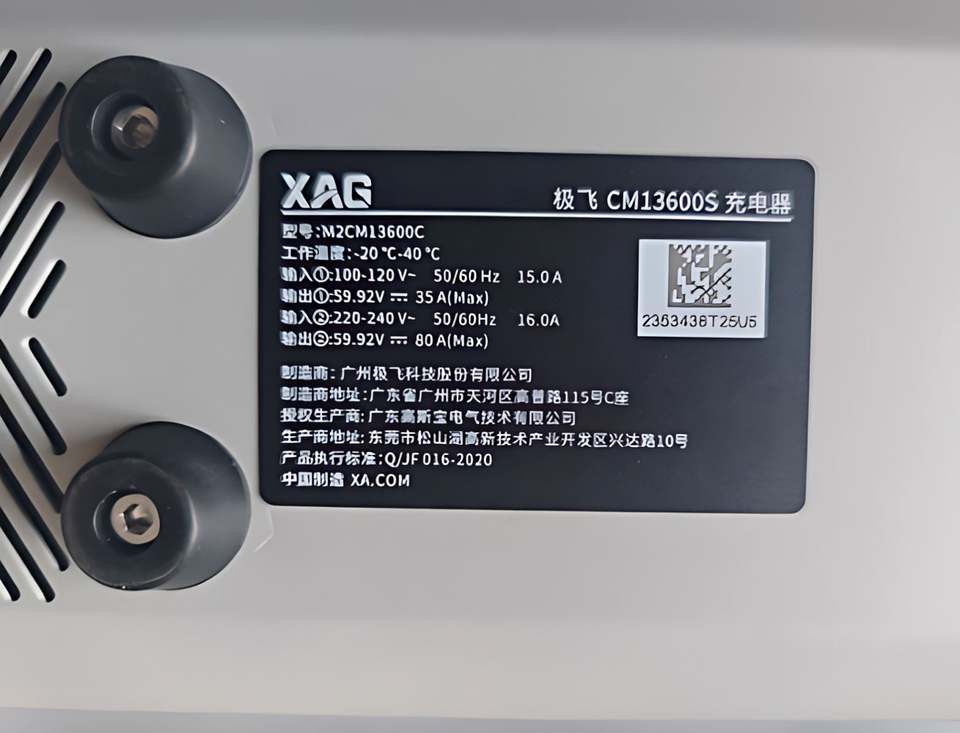 XAG
极飞 CM13600S 充电器
型号:M2CM13600C
工作温度:-20℃-40℃
输入①:100-120V~ 50/60Hz 15.0A
输出①:59.92V⎓ 35A(Max)
输入②:220-240V~ 50/60Hz 16.0A
输出②:59.92V⎓ 80A(Max)
2353438T25U5
制造商:广州极飞科技股份有限公司
制造商地址:广东省广州市天河区高普路115号C座
授权生产商:广东高斯宝电气技术有限公司
生产商地址:东莞市松山湖高新技术产业开发区兴达路10号
产品执行标准:Q/JF 016-2020
中国制造 XA.COM